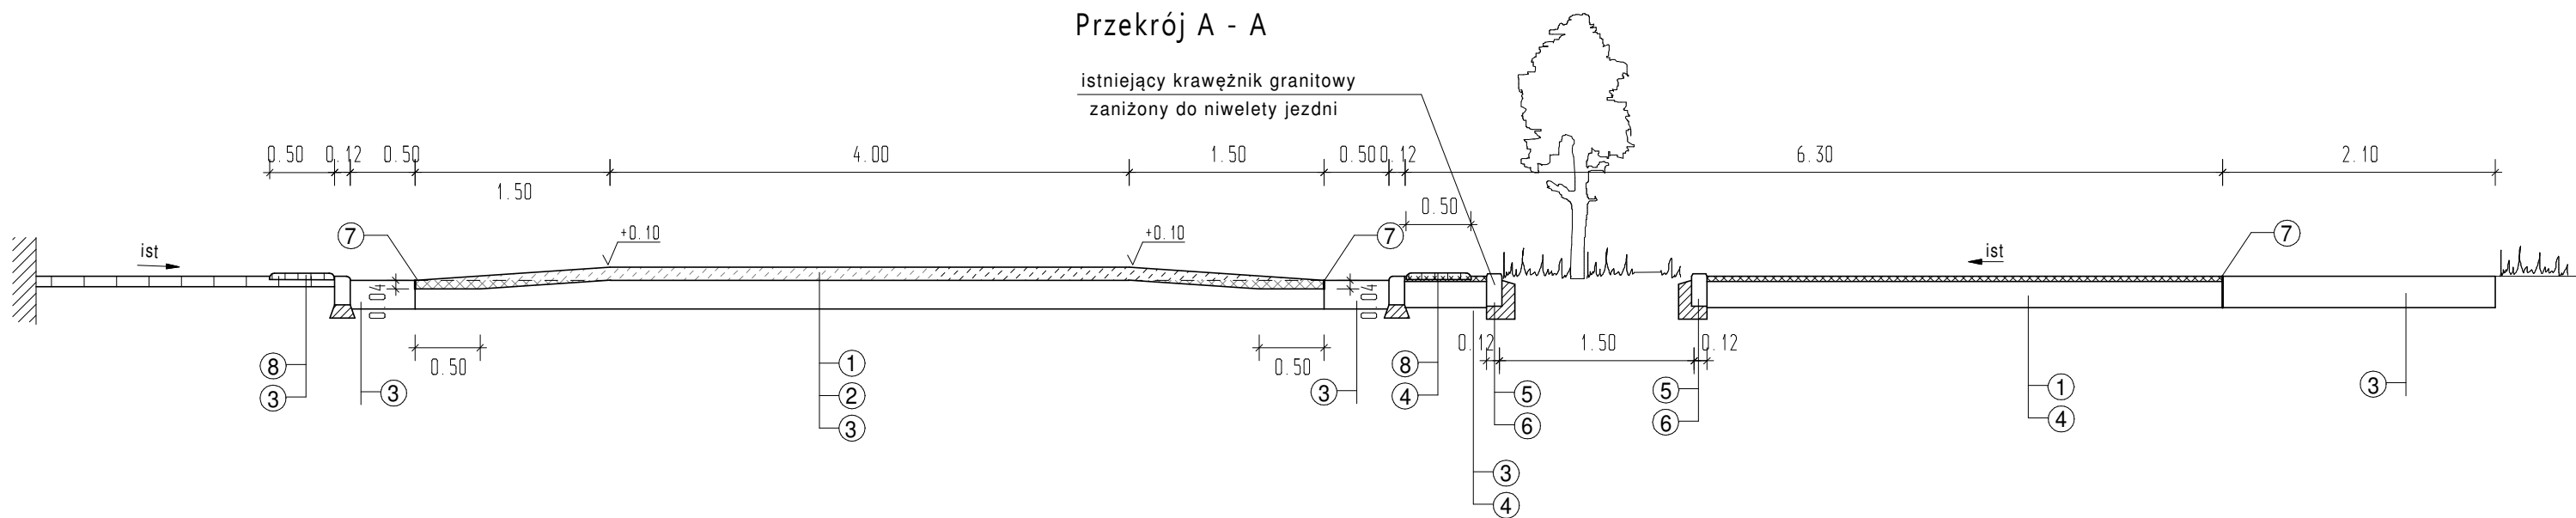 Przekrój A - A
istniejący krawężnik granitowy
zaniżony do niwelety jezdni
0.50 0.12 0.50 4.00 1.50 0.50 0.12 6.30 2.10
1.50
0.50
7 +0.10 +0.10 7 7
ist ist
0.04 0.04
0.12 1.50 0.12
0.50 0.50
8 1 8 5 5 1 3
3 3 2 3 4 6 6 4
3
3
4